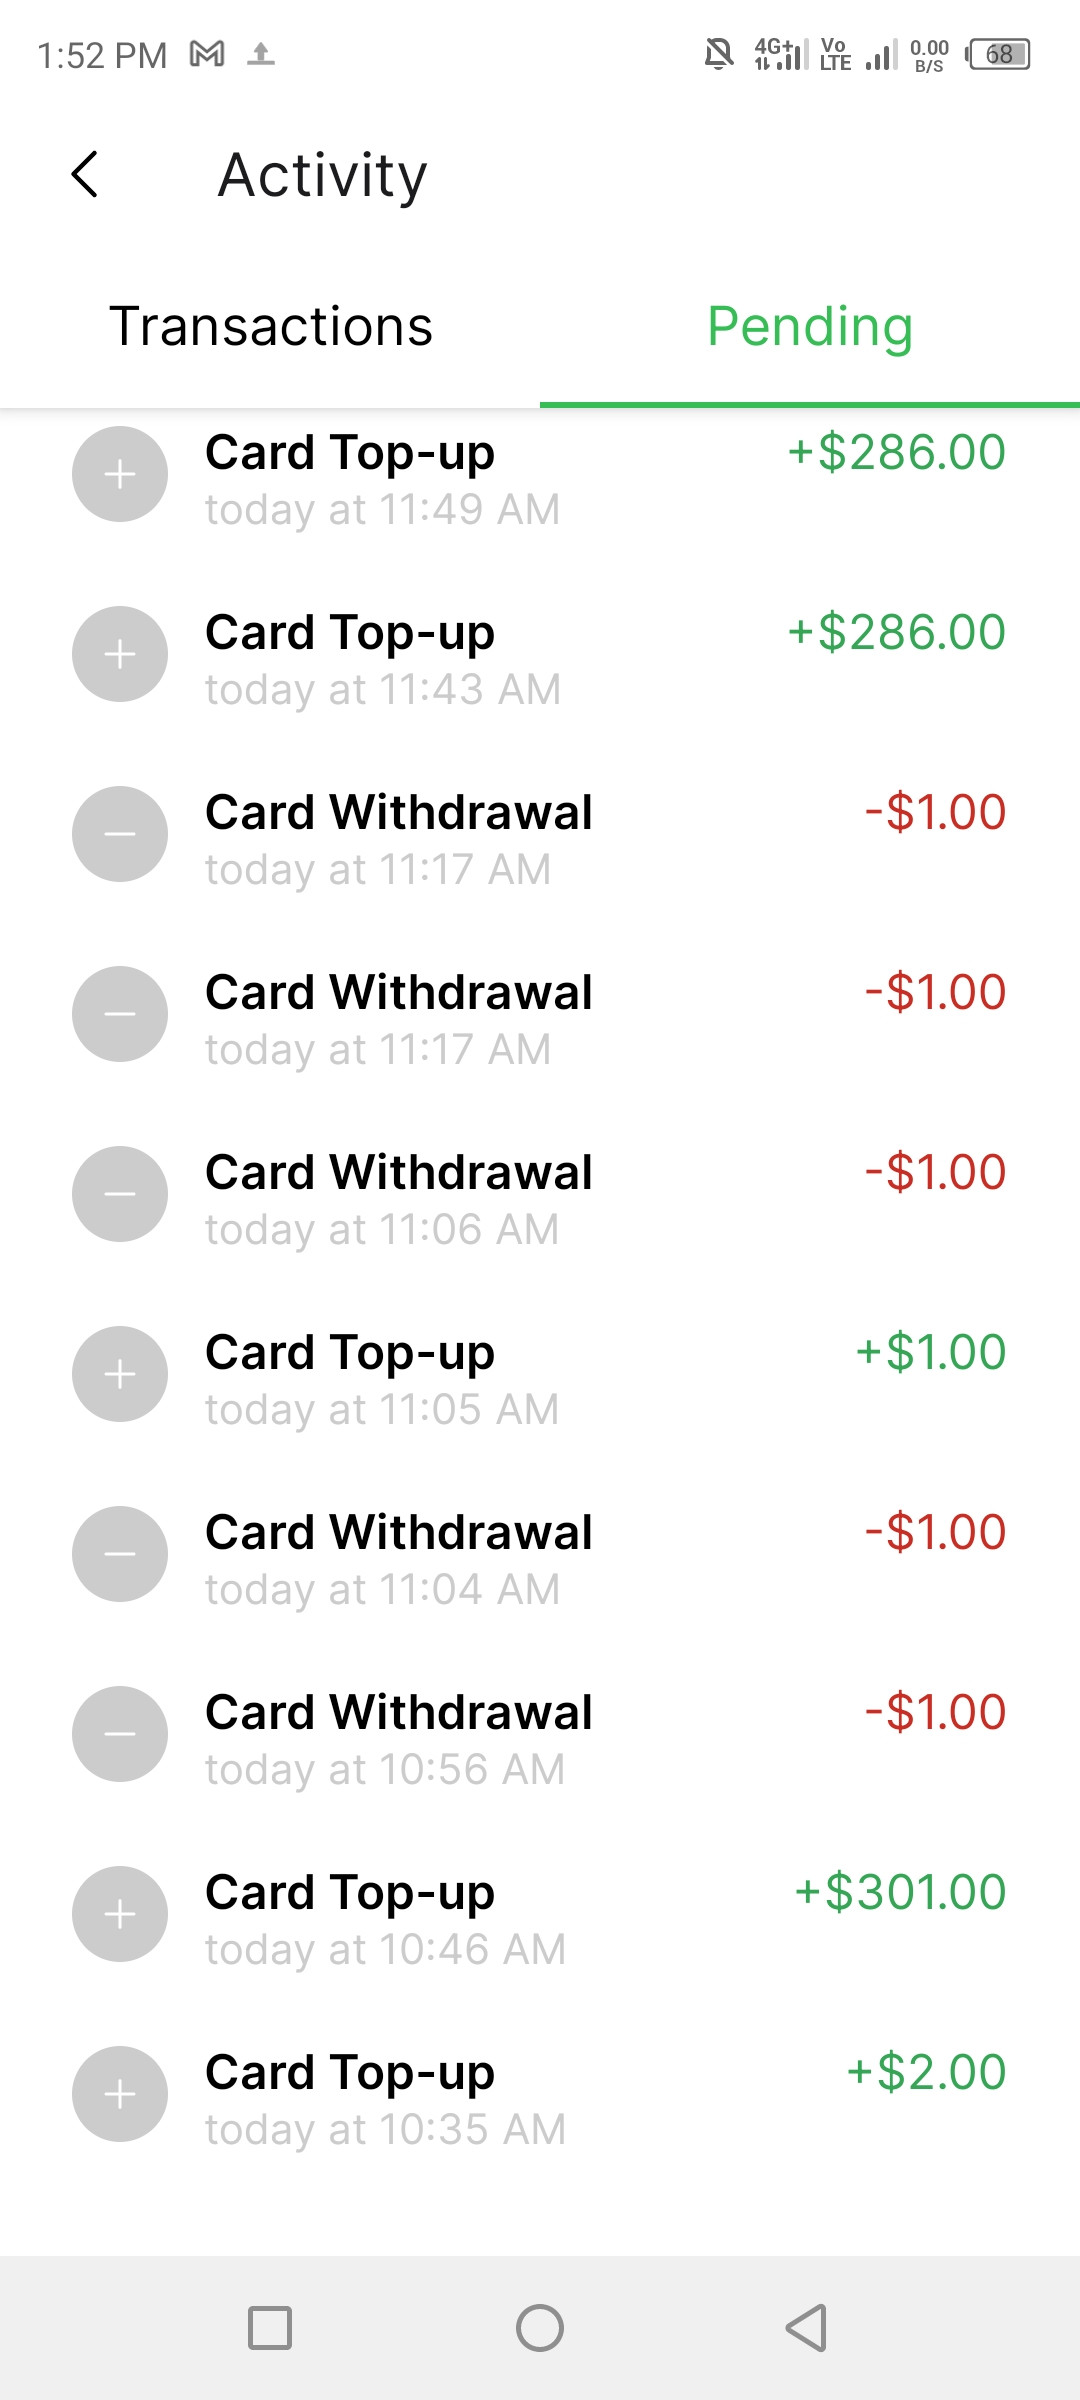 1:52 PM 4G+ Vo LTE 0.00 B/S 68
Activity
Transactions Pending
Card Top-up +$286.00
today at 11:49 AM
Card Top-up +$286.00
today at 11:43 AM
Card Withdrawal -$1.00
today at 11:17 AM
Card Withdrawal -$1.00
today at 11:17 AM
Card Withdrawal -$1.00
today at 11:06 AM
Card Top-up +$1.00
today at 11:05 AM
Card Withdrawal -$1.00
today at 11:04 AM
Card Withdrawal -$1.00
today at 10:56 AM
Card Top-up +$301.00
today at 10:46 AM
Card Top-up +$2.00
today at 10:35 AM